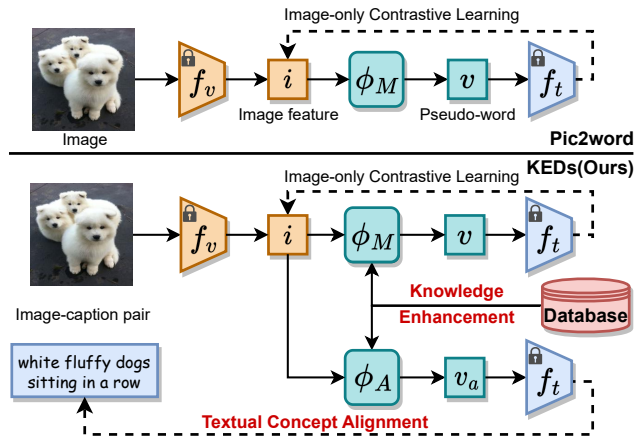 Image-only Contrastive Learning
f_v
i
ϕ_M
v
f_t
Image
Image feature
Pseudo-word
Pic2word
KEDs(Ours)
Image-only Contrastive Learning
f_v
i
ϕ_M
v
f_t
Image-caption pair
Knowledge
Enhancement
Database
white fluffy dogs
sitting in a row
ϕ_A
v_a
f_t
Textual Concept Alignment